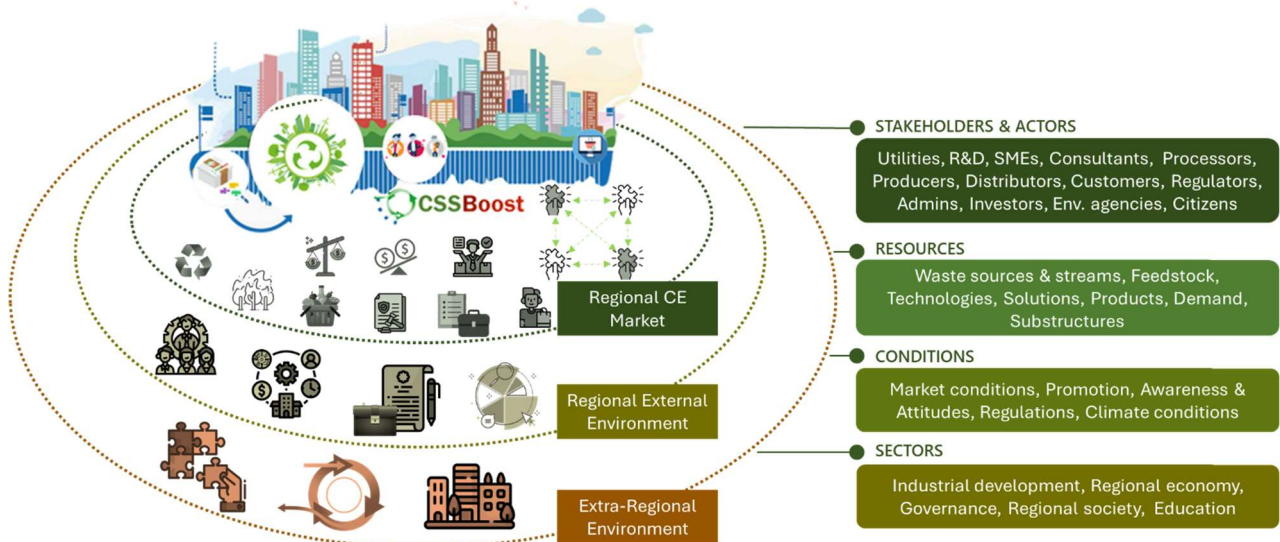 CSSBoost
Regional CE
Market
Regional External
Environment
Extra-Regional
Environment
STAKEHOLDERS & ACTORS
Utilities, R&D, SMEs, Consultants, Processors,
Producers, Distributors, Customers, Regulators,
Admins, Investors, Env. agencies, Citizens
RESOURCES
Waste sources & streams, Feedstock,
Technologies, Solutions, Products, Demand,
Substructures
CONDITIONS
Market conditions, Promotion, Awareness &
Attitudes, Regulations, Climate conditions
SECTORS
Industrial development, Regional economy,
Governance, Regional society, Education